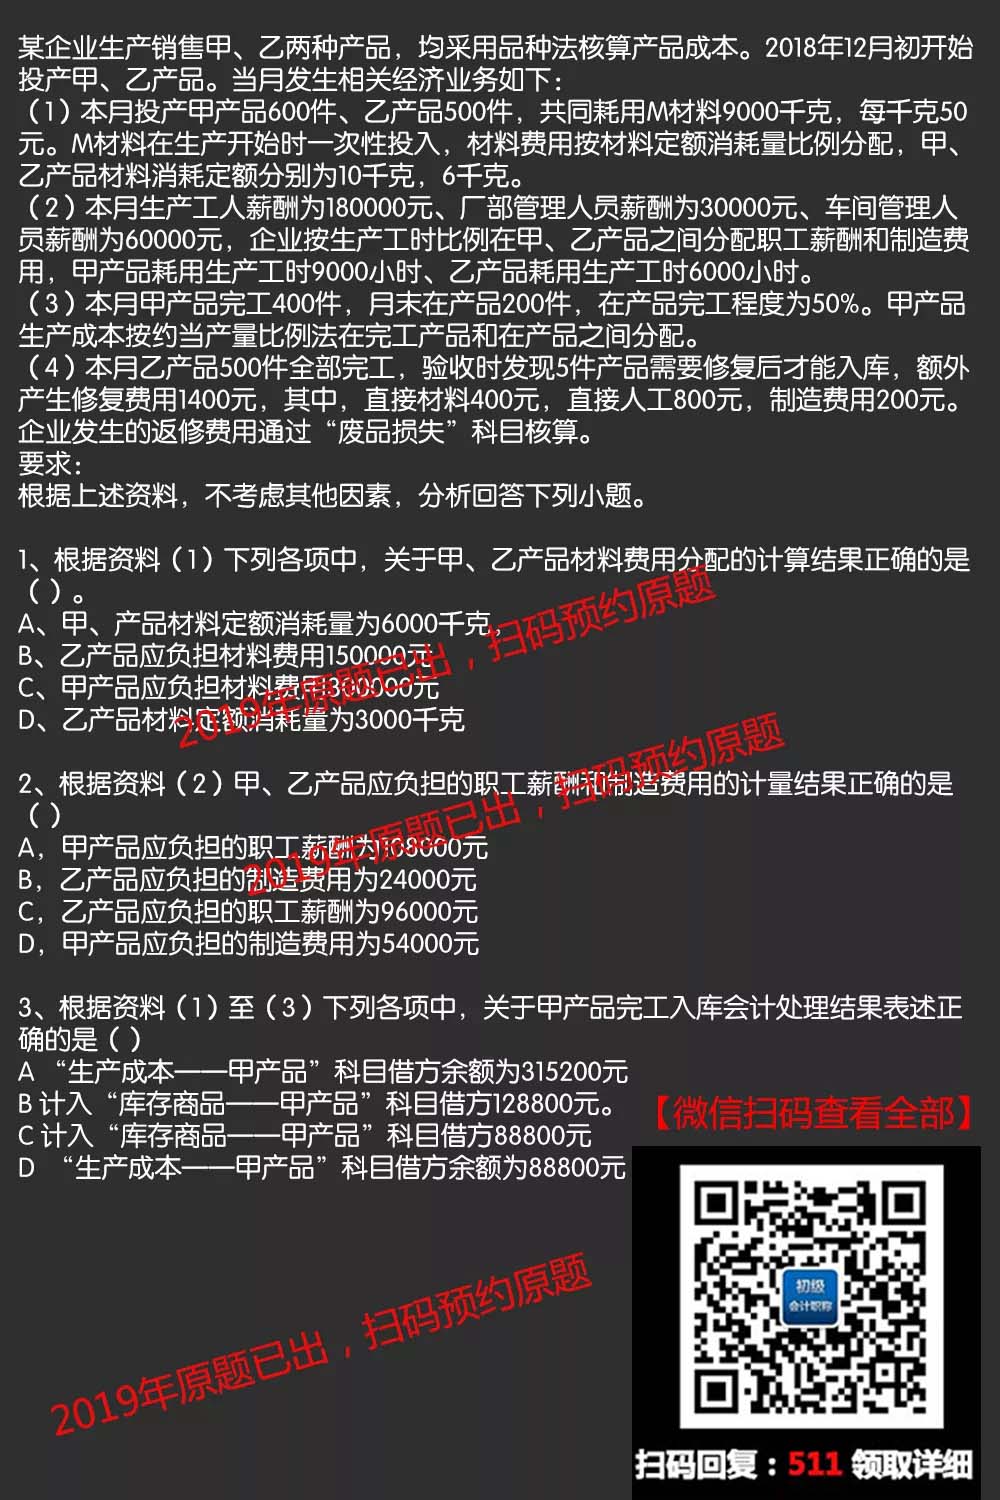 某企业生产销售甲、乙两种产品，均采用品种法核算产品成本。2018年12月初开始
投产甲、乙产品。当月发生相关经济业务如下：
（1）本月投产甲产品600件、乙产品500件，共同耗用M材料9000千克，每千克50
元。M材料在生产开始时一次性投入，材料费用按材料定额消耗量比例分配，甲、
乙产品材料消耗定额分别为10千克，6千克。
（2）本月生产工人薪酬为180000元、厂部管理人员薪酬为30000元、车间管理人
员薪酬为60000元，企业按生产工时比例在甲、乙产品之间分配职工薪酬和制造费
用，甲产品耗用生产工时9000小时、乙产品耗用生产工时6000小时。
（3）本月甲产品完工400件，月末在产品200件，在产品完工程度为50%。甲产品
生产成本按约当产量比例法在完工产品和在产品之间分配。
（4）本月乙产品500件全部完工，验收时发现5件产品需要修复后才能入库，额外
产生修复费用1400元，其中，直接材料400元，直接人工800元，制造费用200元。
企业发生的返修费用通过“废品损失”科目核算。
要求：
根据上述资料，不考虑其他因素，分析回答下列小题。
1、根据资料（1）下列各项中，关于甲、乙产品材料费用分配的计算结果正确的是
（ ）。
A、甲、产品材料定额消耗量为6000千克，
B、乙产品应负担材料费用150000元
C、甲产品应负担材料费用300000元
D、乙产品材料定额消耗量为3000千克
2019年原题已出，扫码预约原题
2、根据资料（2）甲、乙产品应负担的职工薪酬和制造费用的计量结果正确的是
（ ）
A，甲产品应负担的职工薪酬为108000元
B，乙产品应负担的制造费用为24000元
C，乙产品应负担的职工薪酬为96000元
D，甲产品应负担的制造费用为54000元
2019年原题已出，扫码预约原题
3、根据资料（1）至（3）下列各项中，关于甲产品完工入库会计处理结果表述正
确的是（ ）
A “生产成本——甲产品”科目借方余额为315200元
B 计入“库存商品——甲产品”科目借方128800元。
C 计入“库存商品——甲产品”科目借方88800元
D “生产成本——甲产品”科目借方余额为88800元
【微信扫码查看全部】
初级
会计职称
2019年原题已出，扫码预约原题
扫码回复：511 领取详细